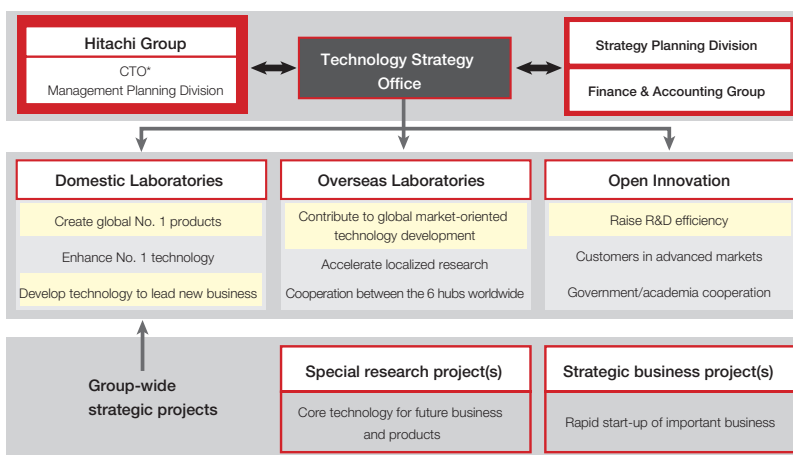 Hitachi Group
CTO*
Management Planning Division
Technology Strategy
Office
Strategy Planning Division
Finance & Accounting Group
Domestic Laboratories
Create global No. 1 products
Enhance No. 1 technology
Develop technology to lead new business
Overseas Laboratories
Contribute to global market-oriented
technology development
Accelerate localized research
Cooperation between the 6 hubs worldwide
Open Innovation
Raise R&D efficiency
Customers in advanced markets
Government/academia cooperation
Group-wide
strategic projects
Special research project(s)
Core technology for future business
and products
Strategic business project(s)
Rapid start-up of important business